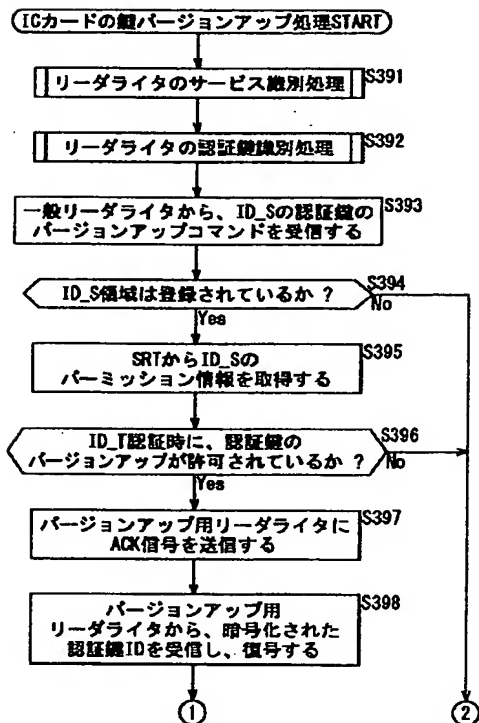 ICカードの鍵バージョンアップ処理START
リーダライタのサービス識別処理
S391
リーダライタの認証鍵識別処理
S392
一般リーダライタから、ID_Sの認証鍵の
バージョンアップコマンドを受信する
S393
ID_S領域は登録されているか ?
S394
No
Yes
SRTからID_Sの
パーミッション情報を取得する
S395
ID_T認証時に、認証鍵の
バージョンアップが許可されているか ?
S396
No
Yes
バージョンアップ用リーダライタに
ACK信号を送信する
S397
バージョンアップ用
リーダライタから、暗号化された
認証鍵IDを受信し、復号する
S398
①
②